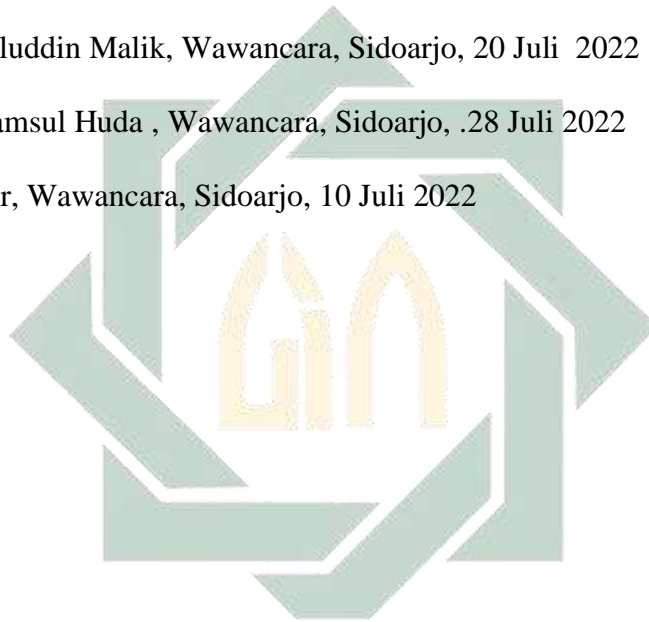 luddin Malik, Wawancara, Sidoarjo, 20 Juli 2022
amsul Huda , Wawancara, Sidoarjo, .28 Juli 2022
r, Wawancara, Sidoarjo, 10 Juli 2022